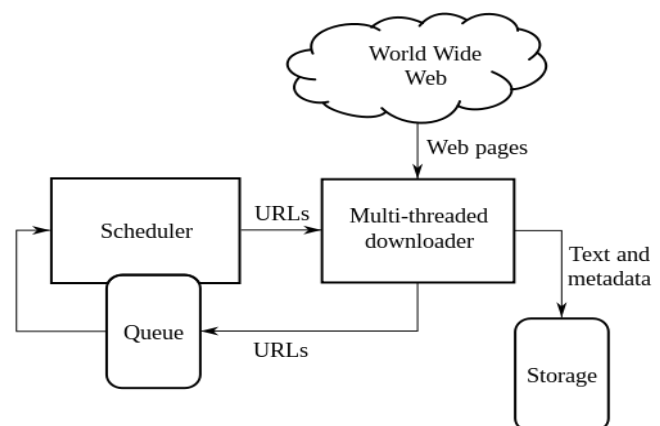 World Wide
Web
Web pages
Scheduler
URLs
Multi-threaded
downloader
Text and
metadata
Queue
URLs
Storage